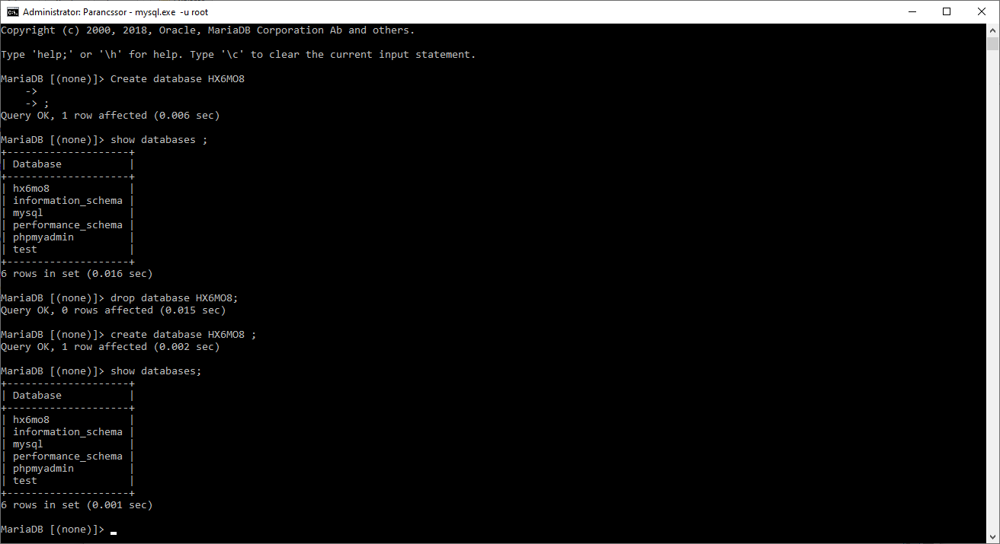 Administrator: Parancssor - mysql.exe  -u root
Copyright (c) 2000, 2018, Oracle, MariaDB Corporation Ab and others.
Type 'help;' or '\h' for help. Type '\c' to clear the current input statement.
MariaDB [(none)]> Create database HX6MO8
    ->
    -> ;
Query OK, 1 row affected (0.006 sec)
MariaDB [(none)]> show databases ;
+--------------------+
| Database           |
+--------------------+
| hx6mo8             |
| information_schema |
| mysql              |
| performance_schema |
| phpmyadmin         |
| test               |
+--------------------+
6 rows in set (0.016 sec)
MariaDB [(none)]> drop database HX6MO8;
Query OK, 0 rows affected (0.015 sec)
MariaDB [(none)]> create database HX6MO8 ;
Query OK, 1 row affected (0.002 sec)
MariaDB [(none)]> show databases;
+--------------------+
| Database           |
+--------------------+
| hx6mo8             |
| information_schema |
| mysql              |
| performance_schema |
| phpmyadmin         |
| test               |
+--------------------+
6 rows in set (0.001 sec)
MariaDB [(none)]>